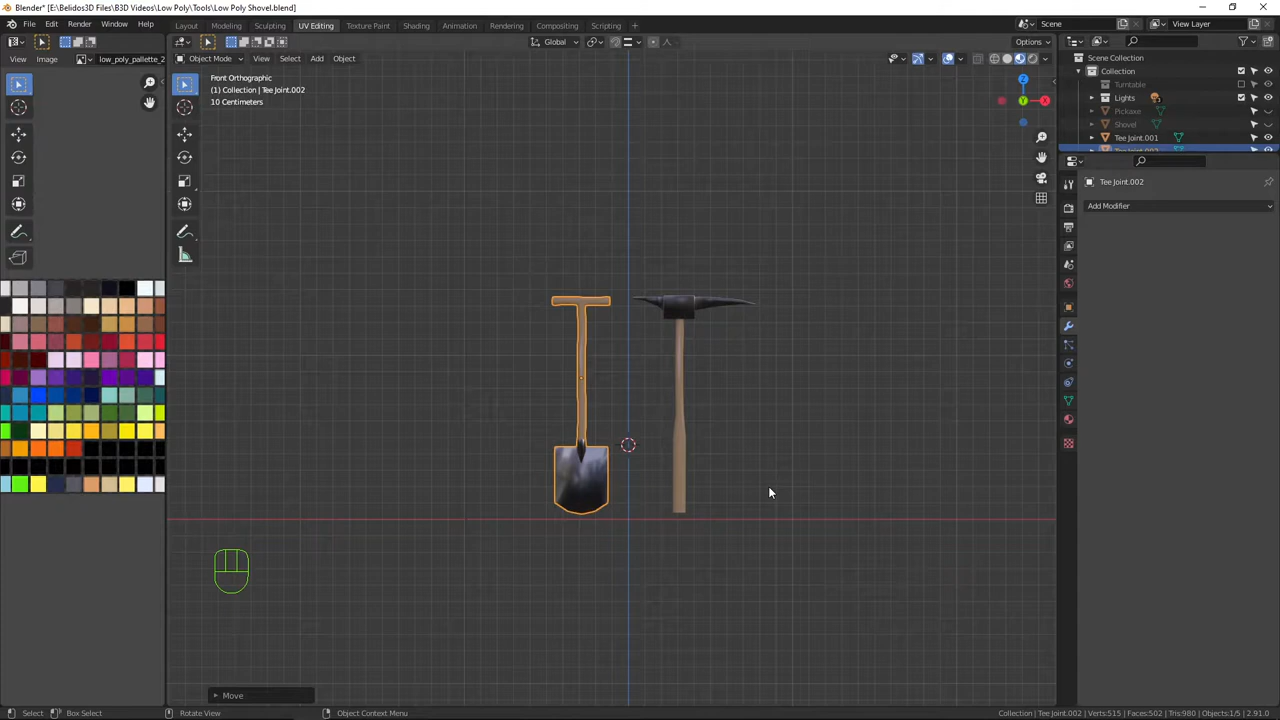 Blender* [E:\Belidos3D Files\B3D Videos\Low Poly\Tools\Low Poly Shovel.blend]
File Edit Render Window Help Layout Modeling Sculpting UV Editing Texture Paint Shading Animation Rendering Compositing Scripting Scene View Layer
Global Options
View Image low_poly_pallette_2 Object Mode View Select Add Object Scene Collection
Collection
Front Orthographic
(1) Collection | Tee Joint.002
10 Centimeters
Turntable
Lights
Pickaxe
Shovel
Tee Joint.001
Tee Joint.002
Tee Joint.002
Add Modifier
X
Y
Z
Move
Select Box Select Rotate View Object Context Menu Collection | Tee Joint.002 | Verts:515 | Faces:502 | Tris:980 | Objects:1/5 | 2.91.0